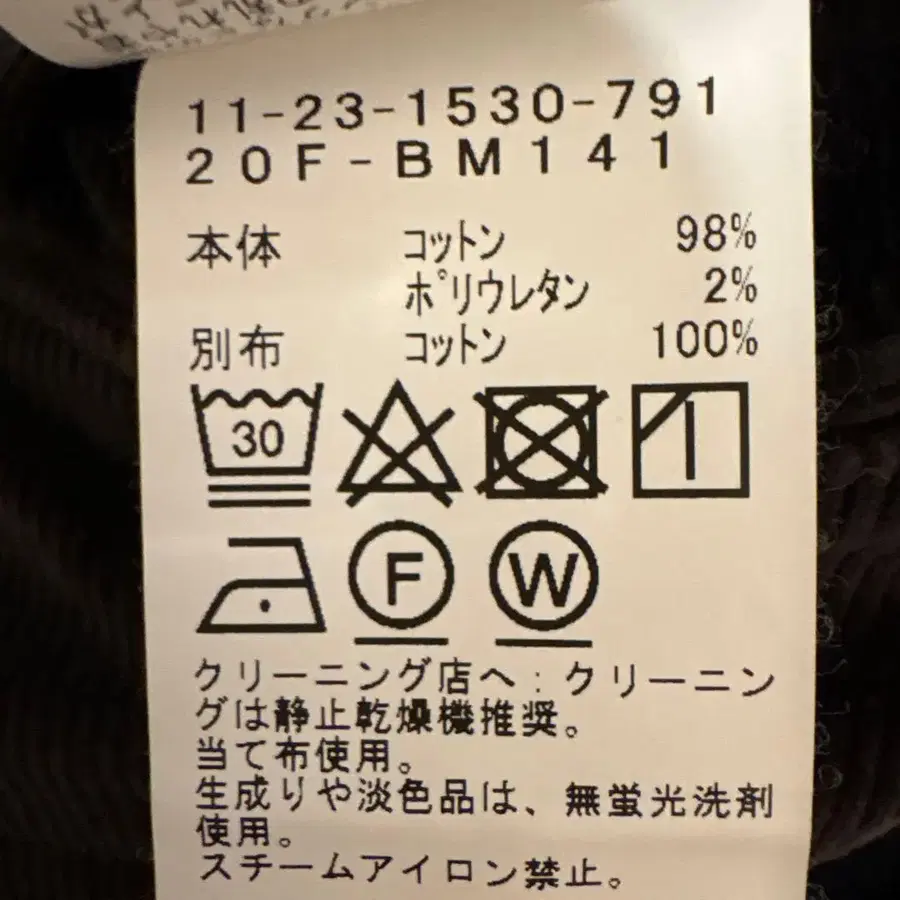 11-23-1530-791
20F-BM141
本体 コットン 98%
ポリウレタン 2%
別布 コットン 100%
30
F W
クリーニング店へ:クリーニン
グは静止乾燥機推奨。
当て布使用。
生成りや淡色品は、無蛍光洗剤
使用。
スチームアイロン禁止。